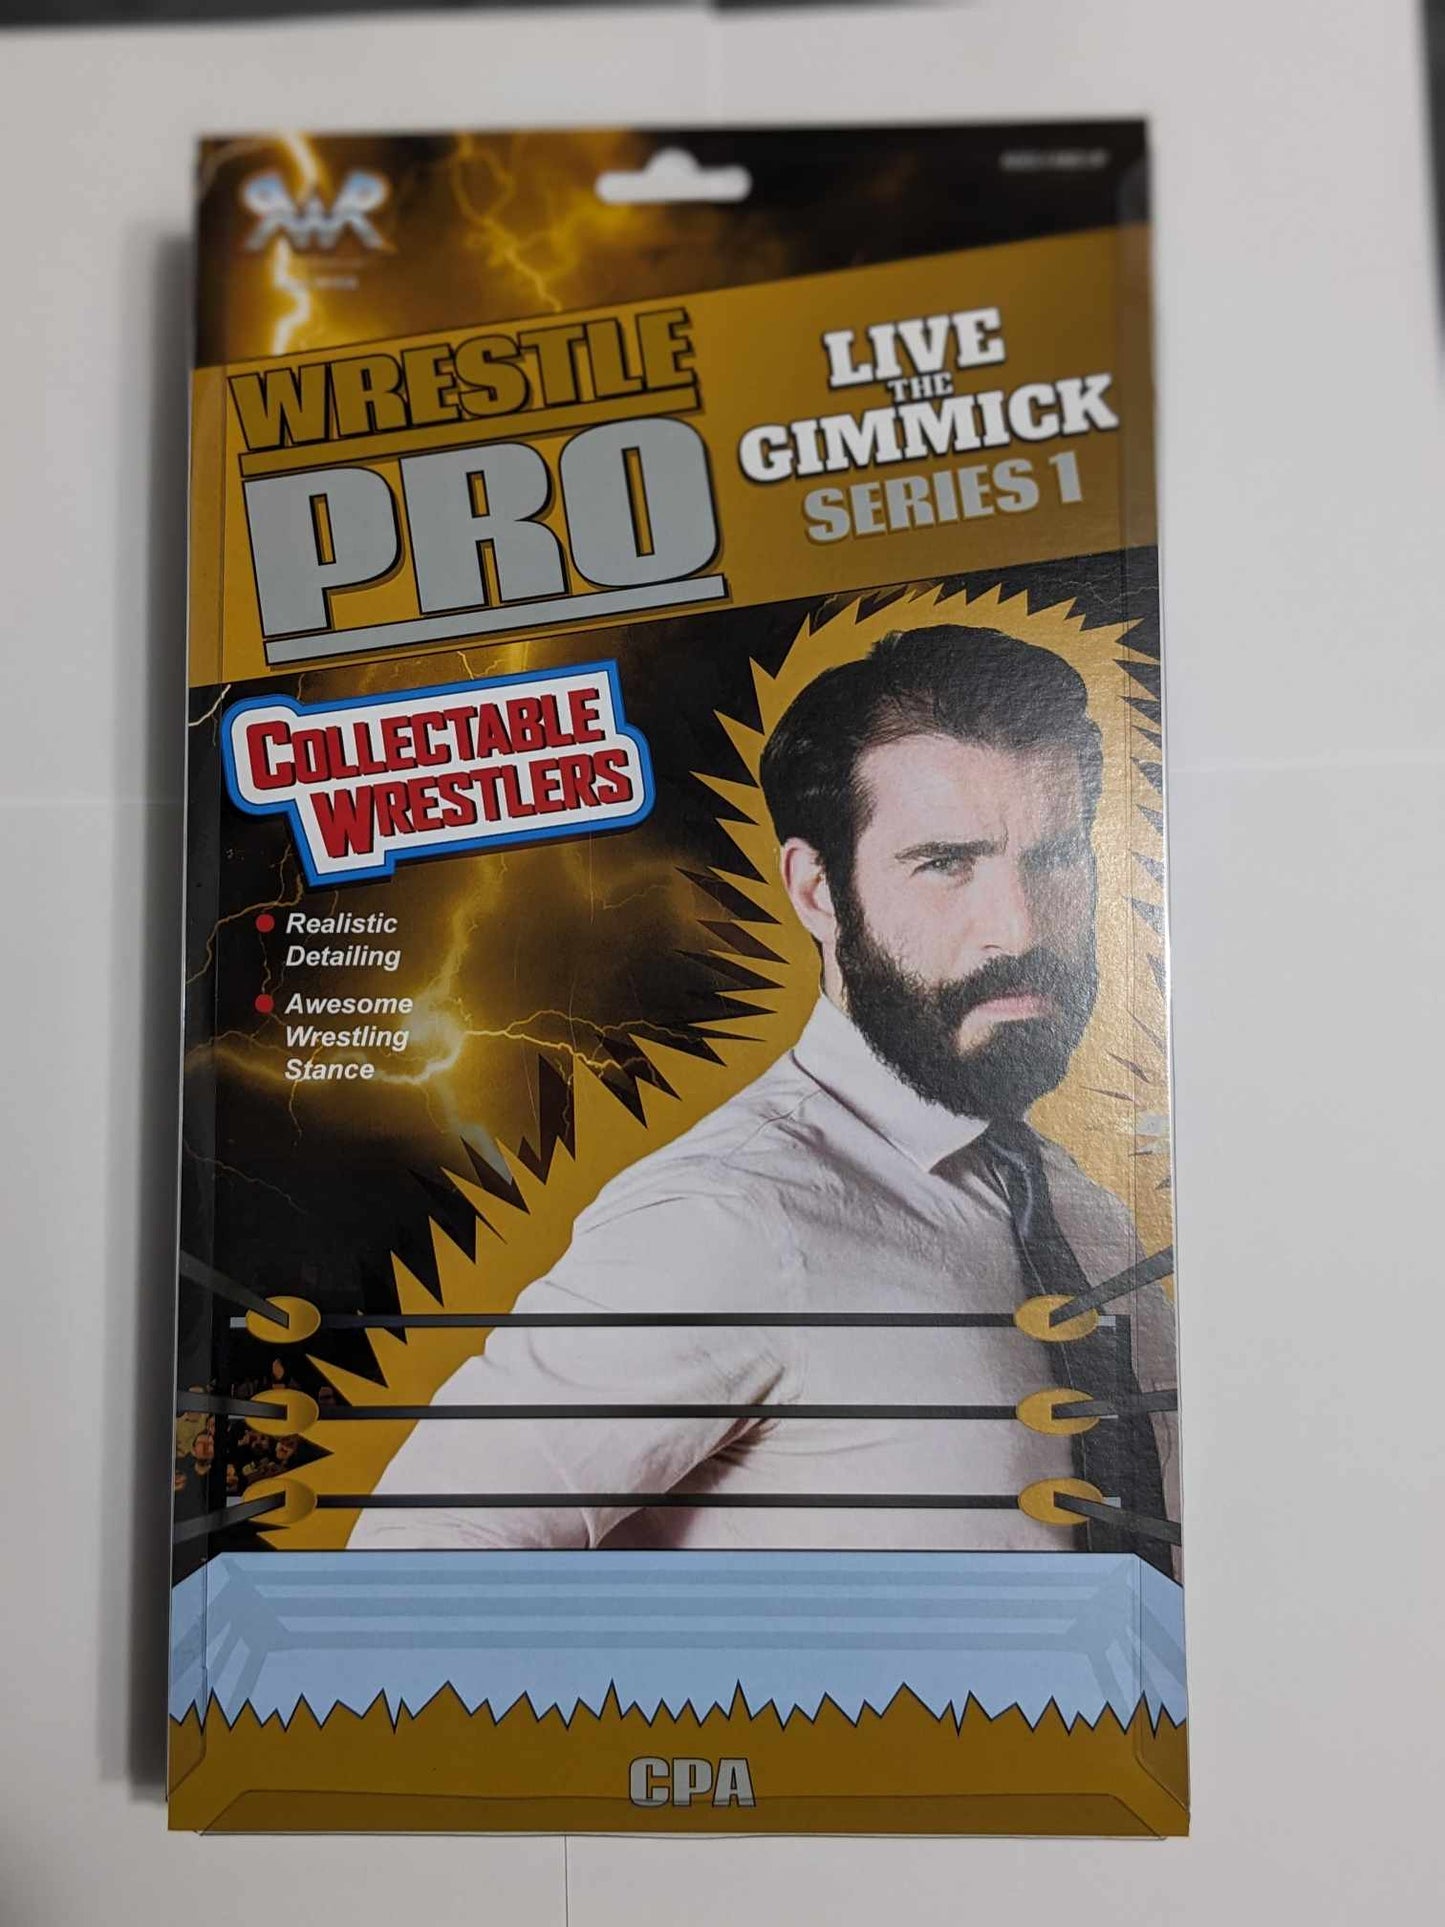 WRESTLE
PRO
LIVE
THE
GIMMICK
SERIES 1
COLLECTABLE
WRESTLERS
Realistic
Detailing
Awesome
Wrestling
Stance
CPA